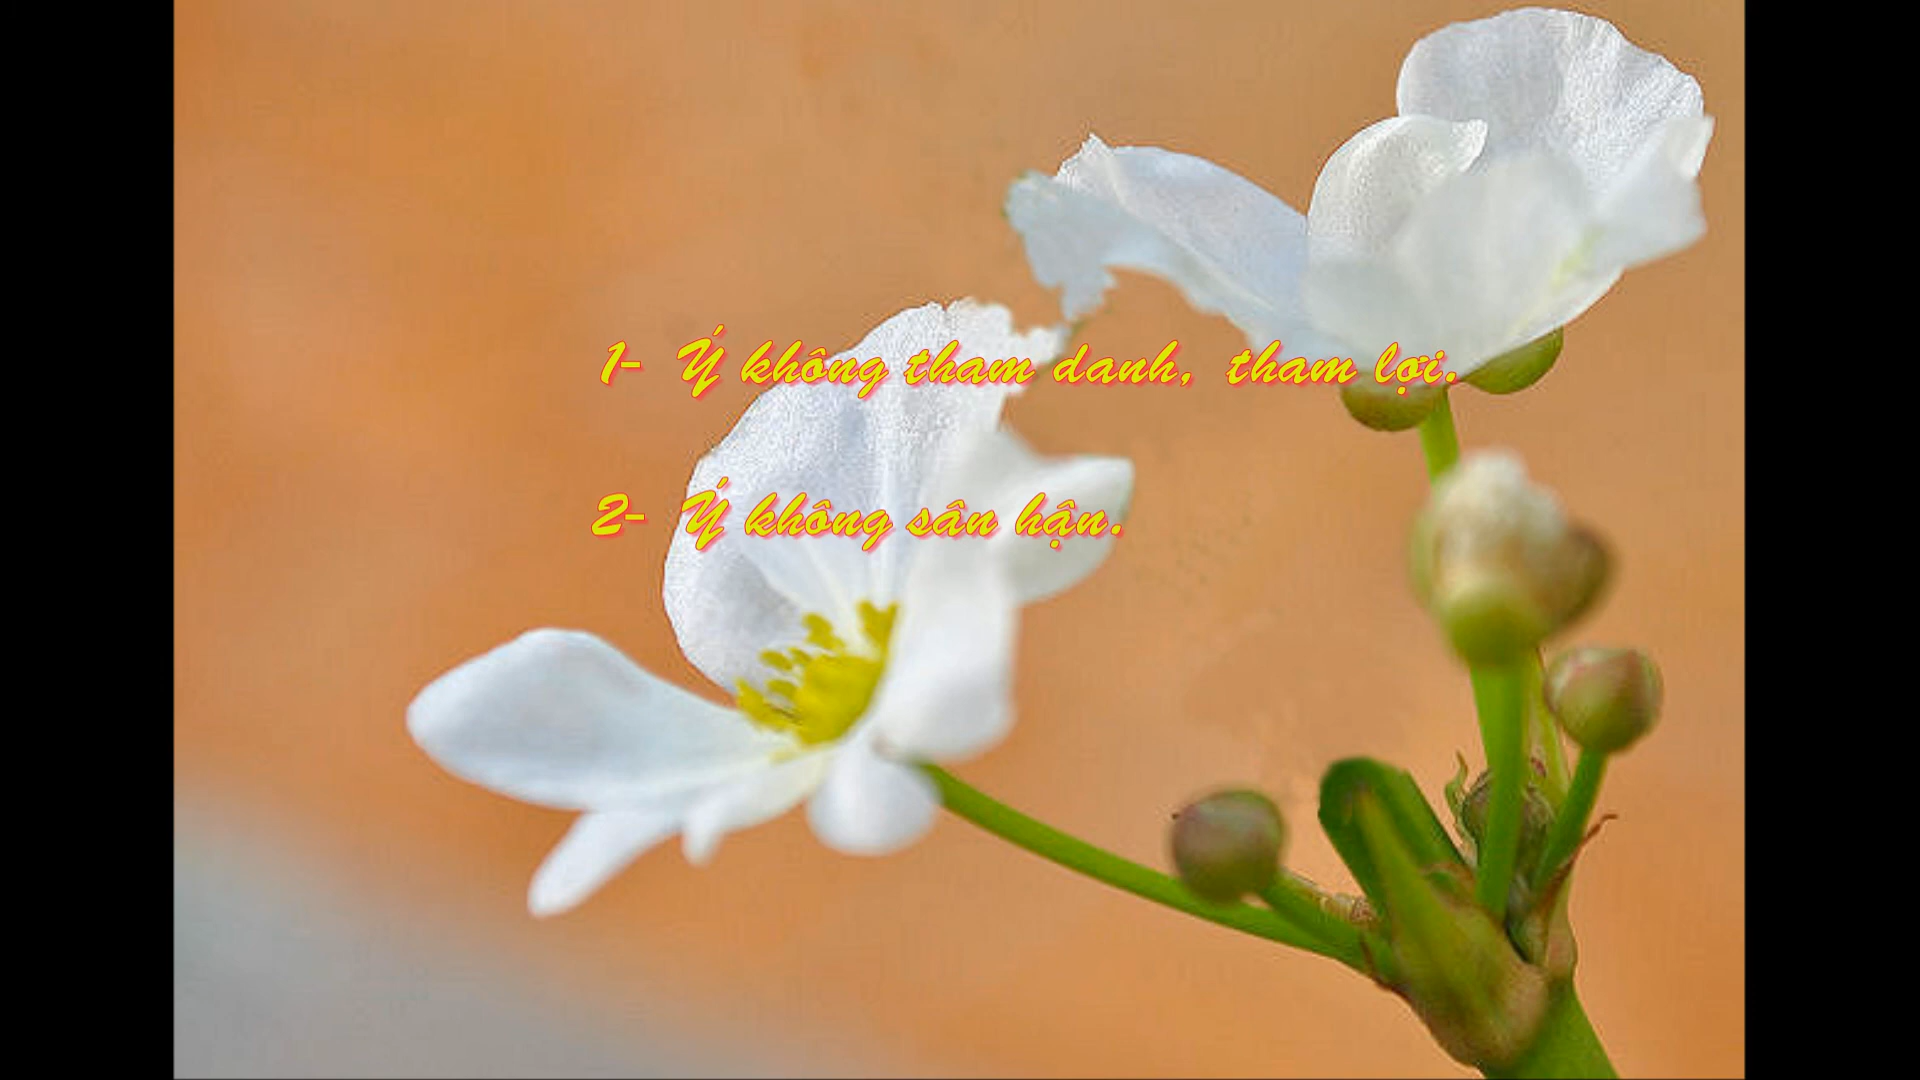 1- Ý không tham danh, tham lợi.
2- Ý không sân hận.